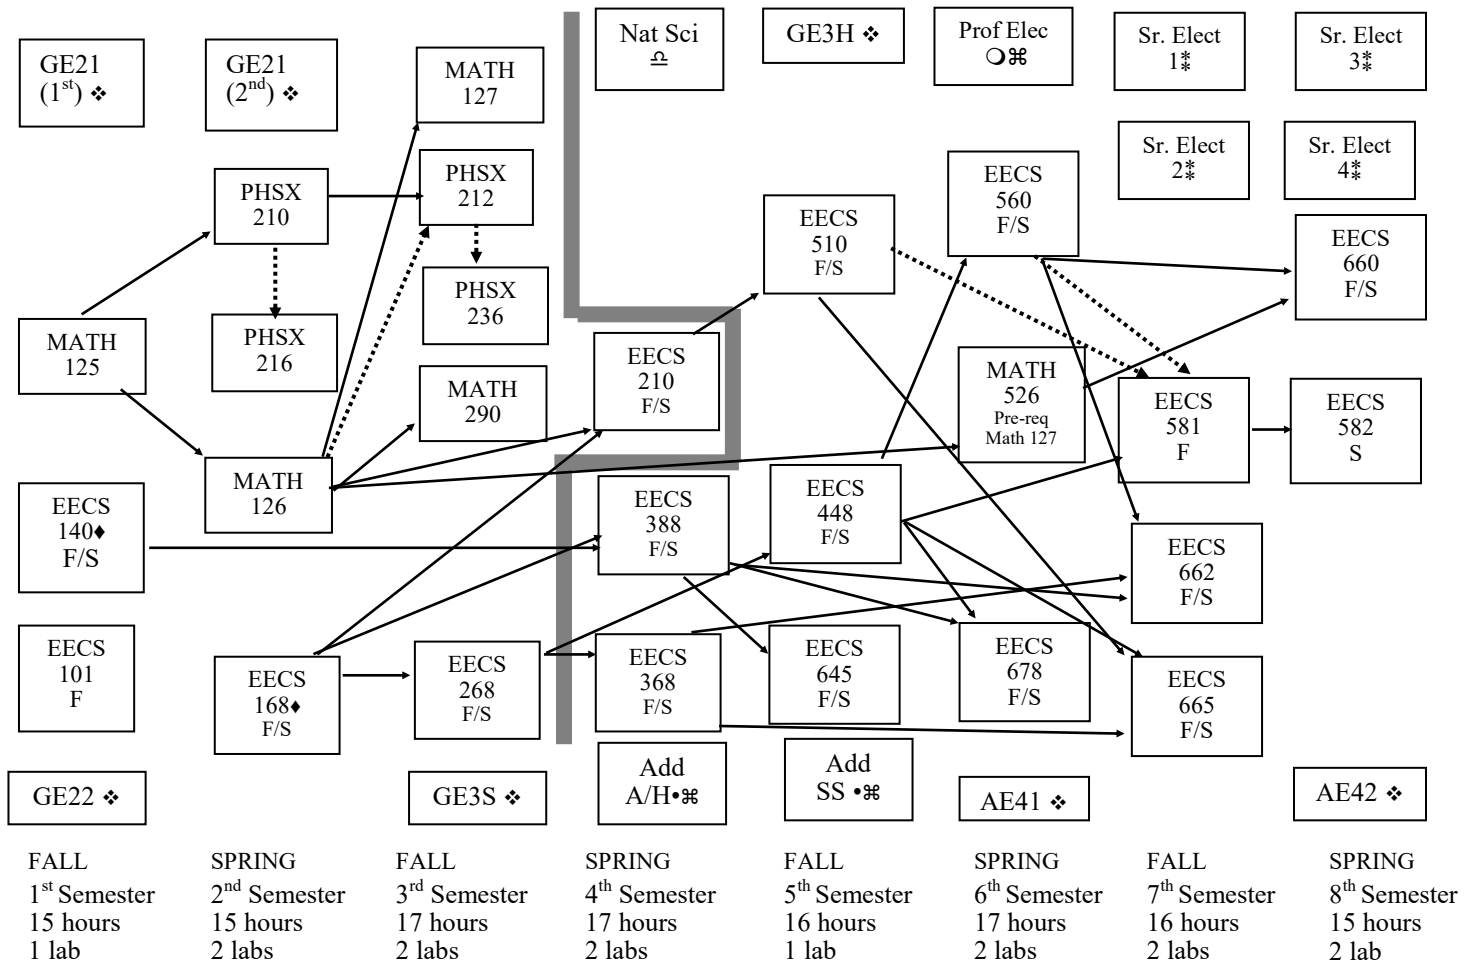 GE21
(1st) ❖
GE22 ❖
MATH
125
EECS
140♦
F/S
EECS
101
F
FALL
1st Semester
15 hours
1 lab
GE21
(2nd) ❖
PHSX
210
PHSX
216
MATH
126
EECS
168♦
F/S
SPRING
2nd Semester
15 hours
2 labs
MATH
127
PHSX
212
PHSX
236
MATH
290
EECS
268
F/S
GE3S ❖
FALL
3rd Semester
17 hours
2 labs
Nat Sci
♎
EECS
210
F/S
EECS
388
F/S
EECS
368
F/S
Add
A/H•⌘
SPRING
4th Semester
17 hours
2 labs
GE3H ❖
EECS
510
F/S
EECS
448
F/S
EECS
645
F/S
Add
SS •⌘
FALL
5th Semester
16 hours
1 lab
Prof Elec
❍⌘
EECS
560
F/S
MATH
526
Pre-req
Math 127
EECS
678
F/S
AE41 ❖
SPRING
6th Semester
17 hours
2 labs
Sr. Elect
1⁑
Sr. Elect
2⁑
EECS
581
F
EECS
662
F/S
EECS
665
F/S
FALL
7th Semester
16 hours
2 labs
Sr. Elect
3⁑
Sr. Elect
4⁑
EECS
660
F/S
EECS
582
S
AE42 ❖
SPRING
8th Semester
15 hours
2 lab